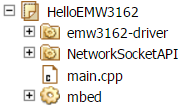 HelloEMW3162
emw3162-driver
NetworkSocketAPI
main.cpp
mbed